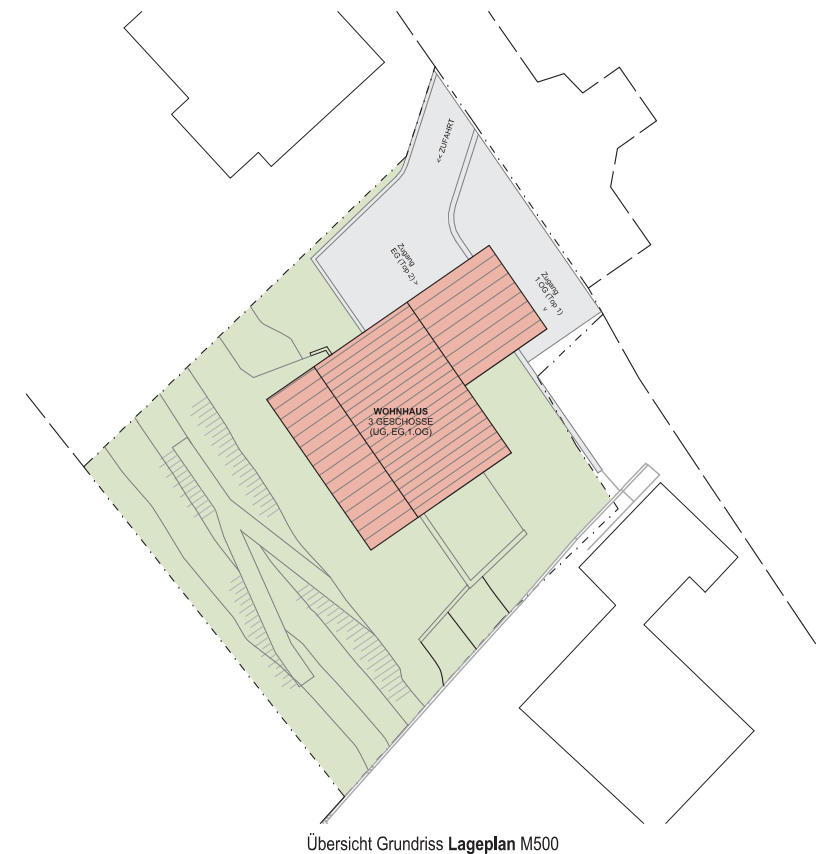 << ZUFAHRT
Zugang
EG (Top 2) >
Zugang
1.OG (Top 1)
v
WOHNHAUS
3 GESCHOSSE
(UG, EG,1.OG)
Übersicht Grundriss Lageplan M500